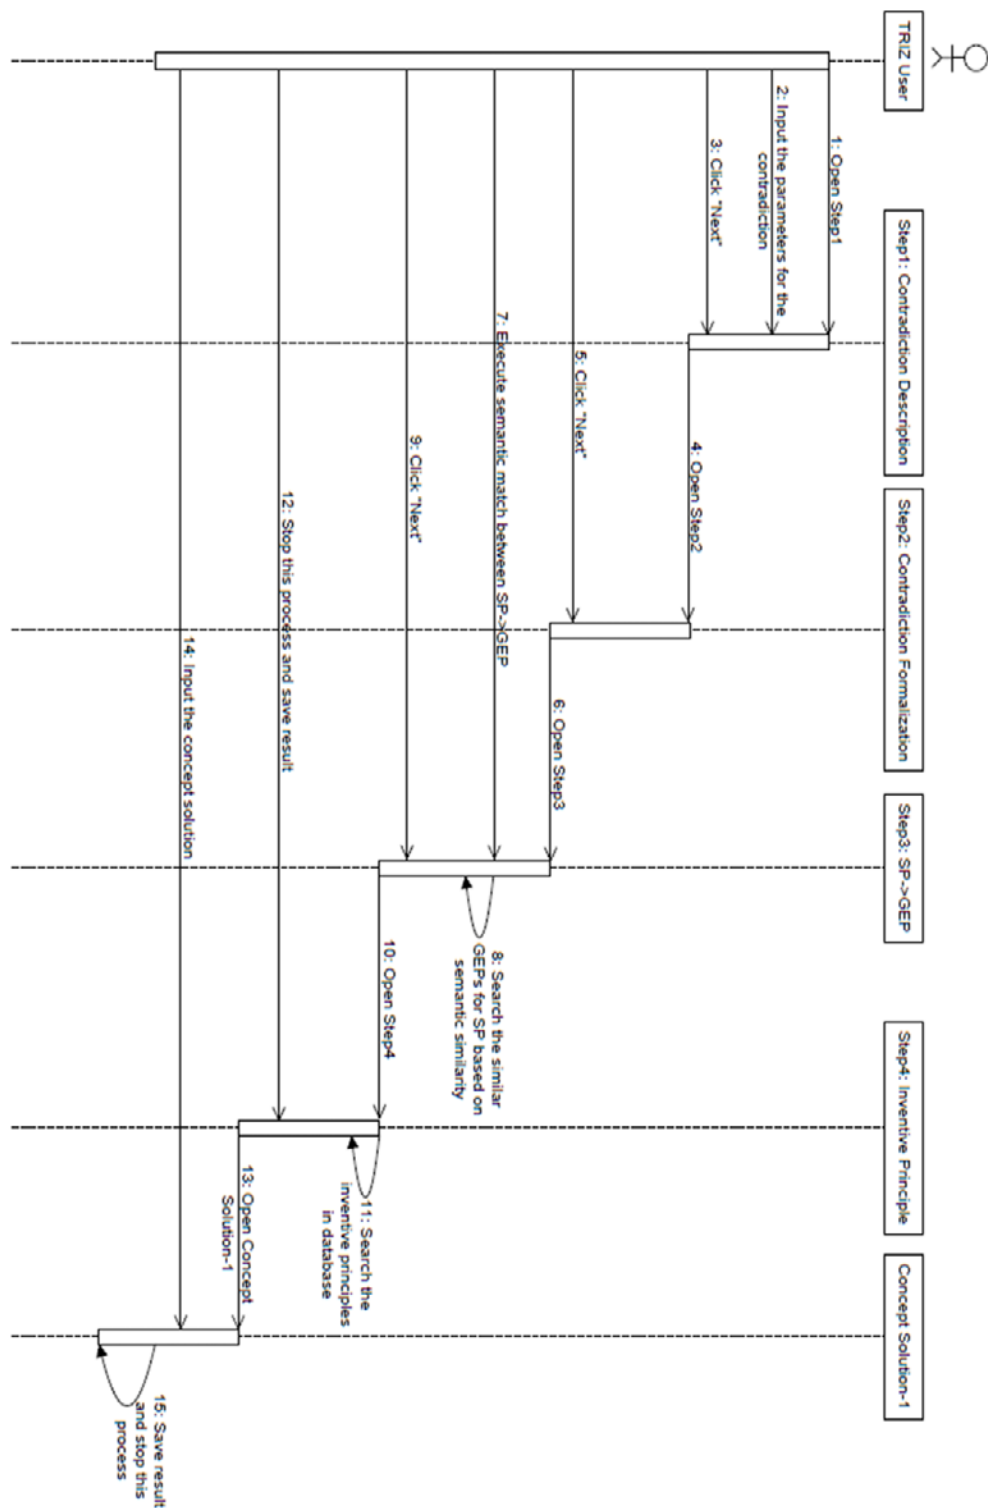 TRIZ User
Step1: Contradiction Description
Step2: Contradiction Formalization
Step3: SP->GEP
Step4: Inventive Principle
Concept Solution-1
1: Open Step1
2: Input the parameters for the
contradiction
3: Click "Next"
4: Open Step2
5: Click "Next"
6: Open Step3
7: Execute semantic match between SP->GEP
8: Search the similar
GEPs for SP based on
semantic similarity
9: Click "Next"
10: Open Step4
11: Search the
inventive principles
in database
12: Stop this process and save result
13: Open Concept
Solution-1
14: Input the concept solution
15: Save result
and stop this
process